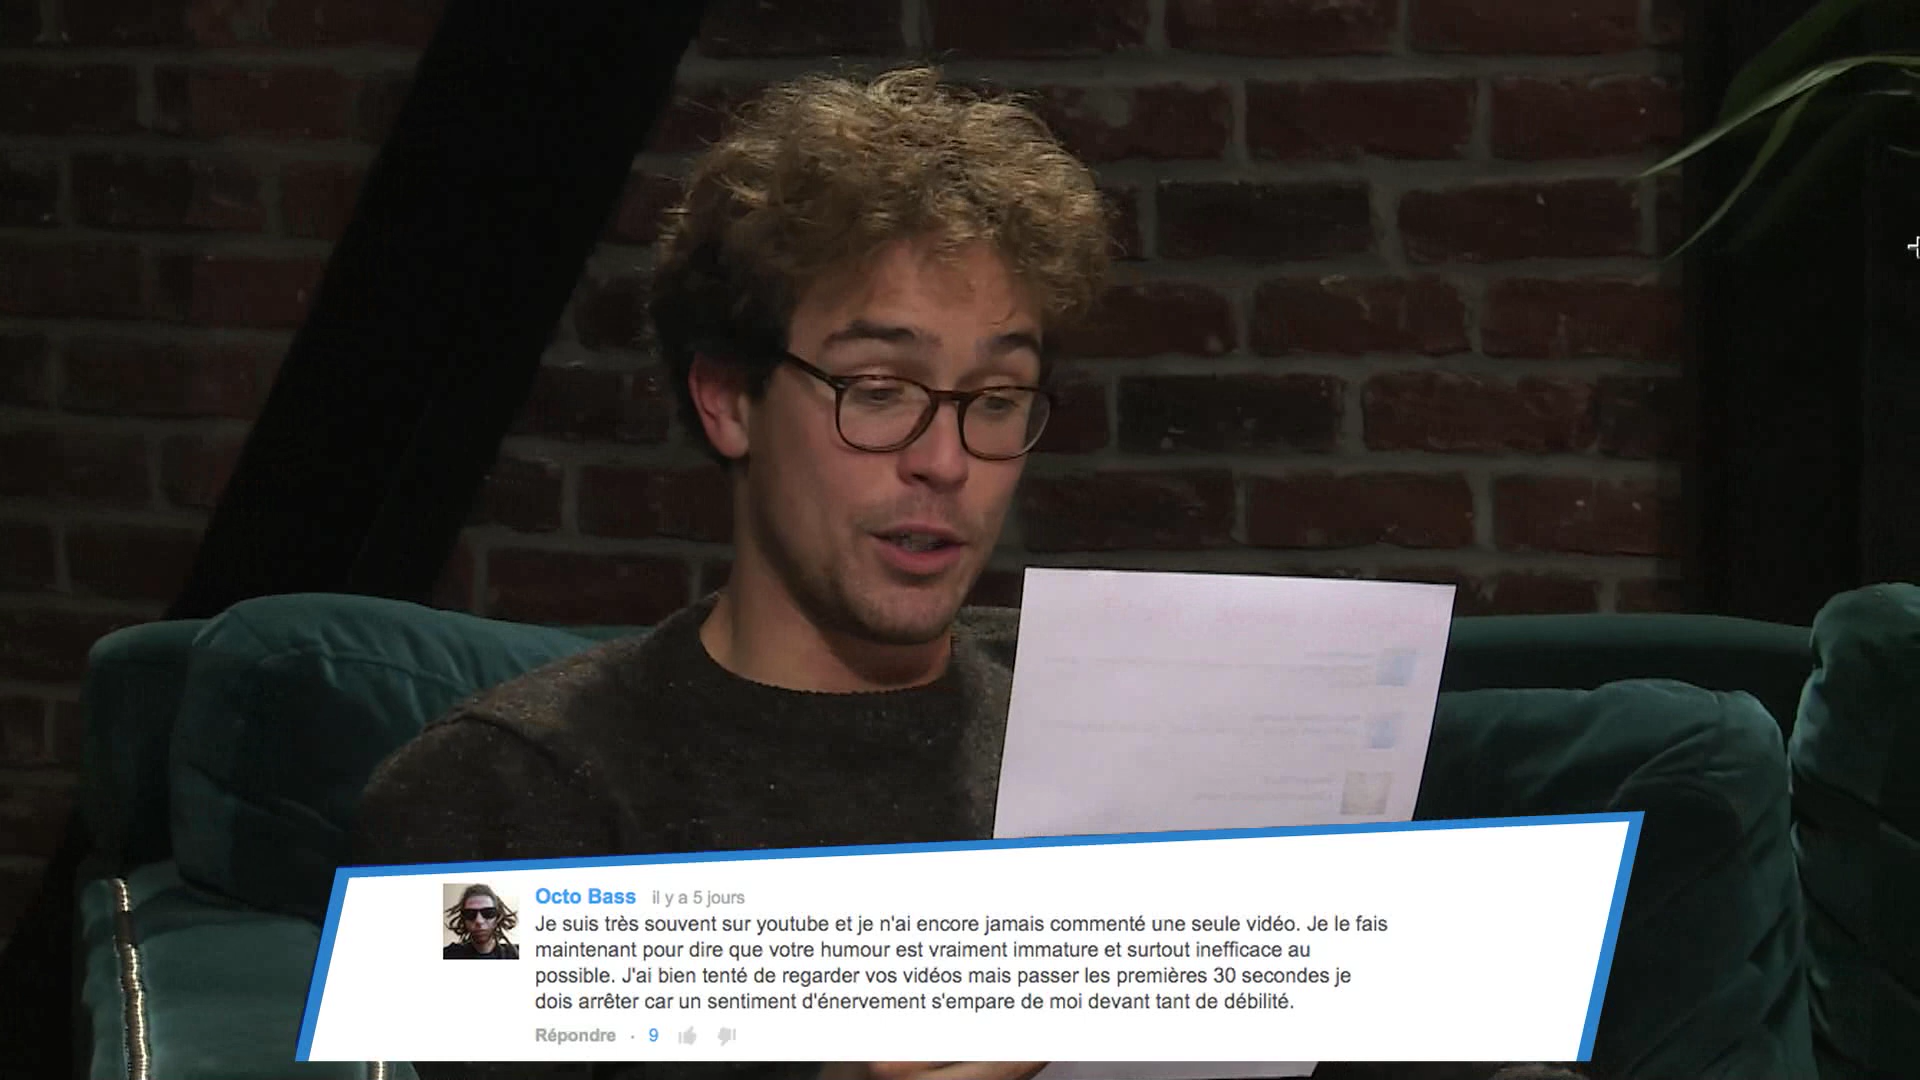 Octo Bass il y a 5 jours
Je suis très souvent sur youtube et je n'ai encore jamais commenté une seule vidéo. Je le fais
maintenant pour dire que votre humour est vraiment immature et surtout inefficace au
possible. J'ai bien tenté de regarder vos vidéos mais passer les premières 30 secondes je
dois arrêter car un sentiment d'énervement s'empare de moi devant tant de débilité.
Répondre · 9